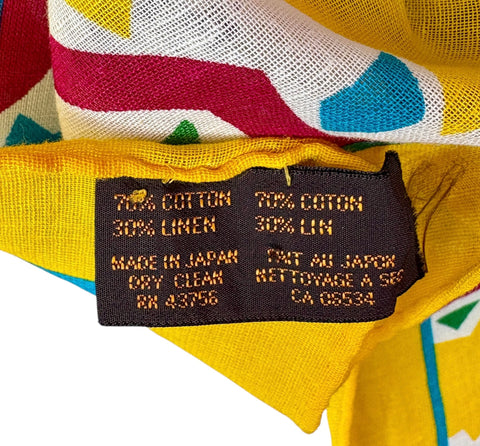 70% COTTON
30% LINEN
MADE IN JAPAN
DRY CLEAN
RN 43756
70% COTON
30% LIN
FAIT AU JAPON
NETTOYAGE A SEC
CA 06534